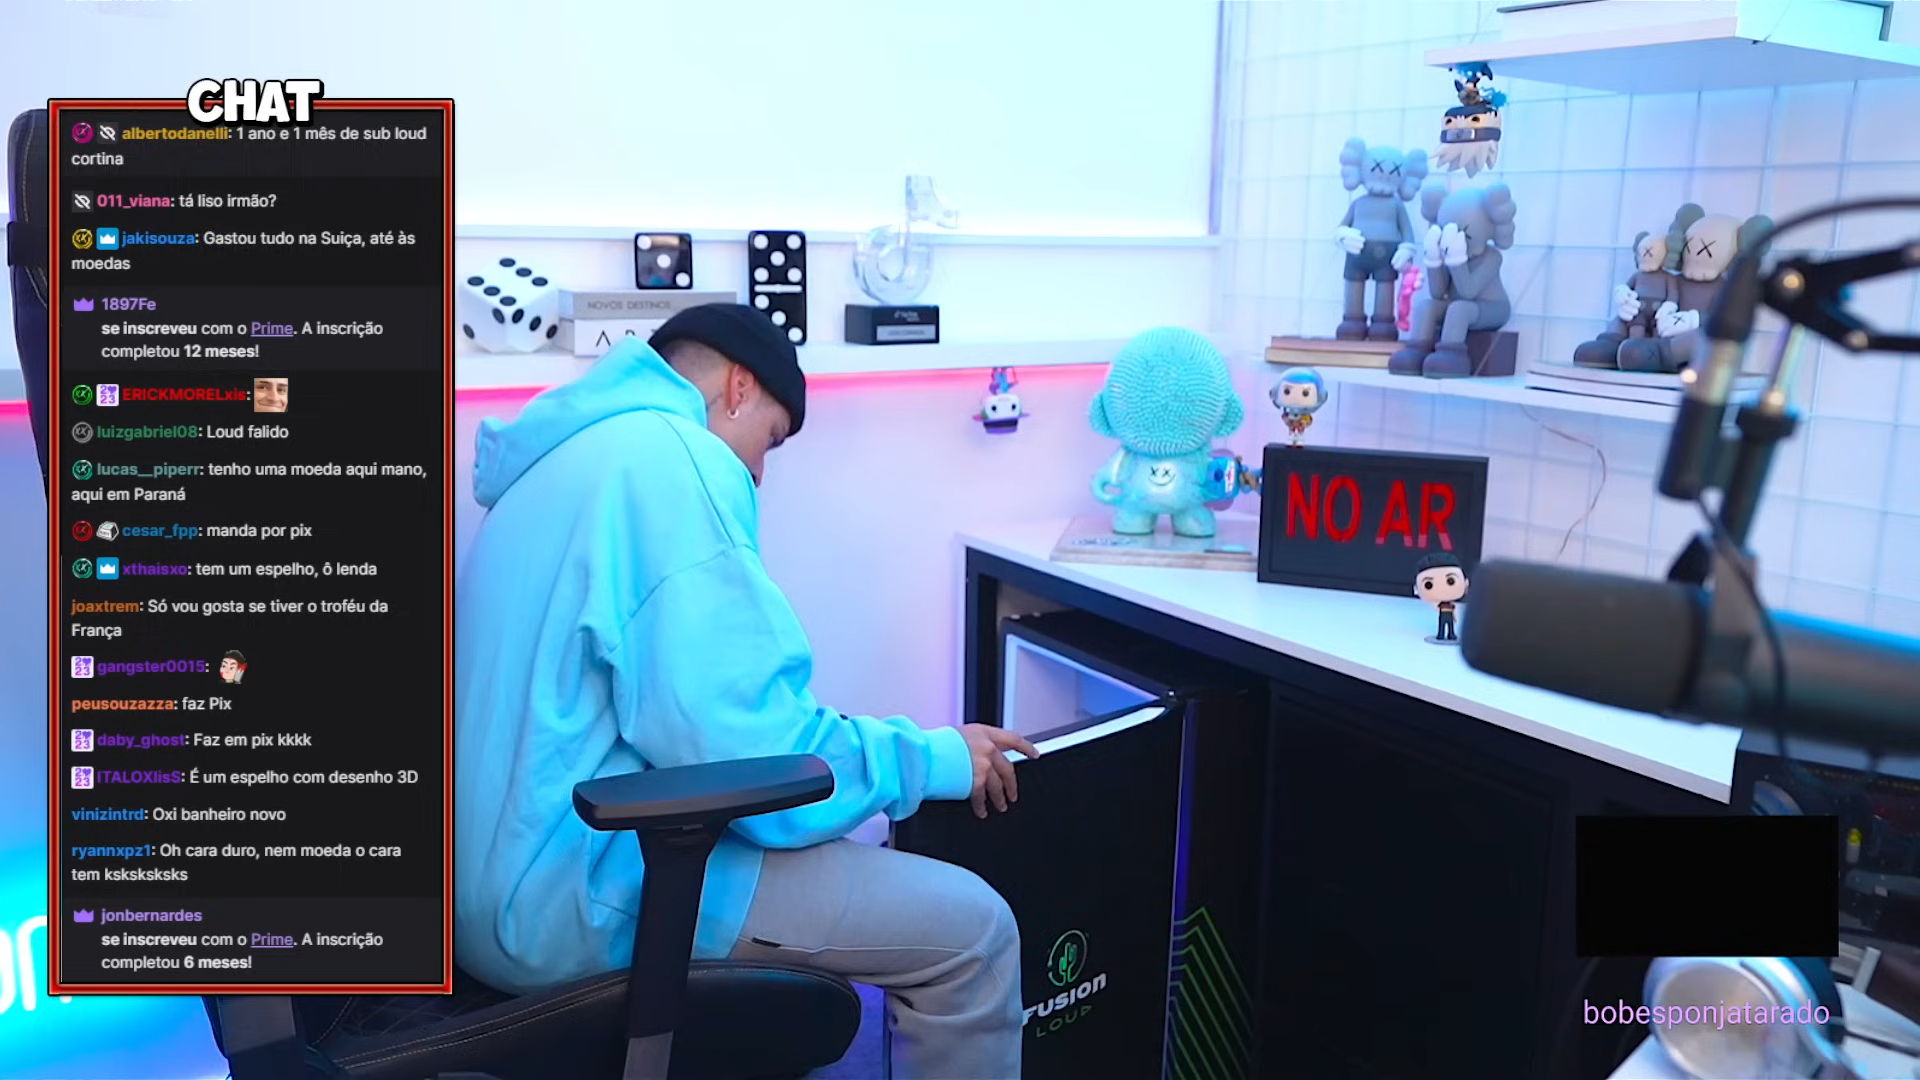 CHAT
albertodanelli: 1 ano e 1 mês de sub loud
cortina
011_viana: tá liso irmão?
jakisouza: Gastou tudo na Suiça, até às
moedas
1897Fe
se inscreveu com o Prime. A inscrição
completou 12 meses!
ERICKMORELxis:
luizgabriel08: Loud falido
lucas__piperr: tenho uma moeda aqui mano,
aqui em Paraná
cesar_fpp: manda por pix
xthaisxo: tem um espelho, ô lenda
joaxtrem: Só vou gosta se tiver o troféu da
França
gangster0015:
peusouzazza: faz Pix
daby_ghost: Faz em pix kkkk
ITALOXlisS: É um espelho com desenho 3D
vinizintrd: Oxi banheiro novo
ryannxpz1: Oh cara duro, nem moeda o cara
tem ksksksksks
jonbernardes
se inscreveu com o Prime. A inscrição
completou 6 meses!
NOVOS DESTINOS
NO AR
FUSION
LOUD
bobesponjatarado